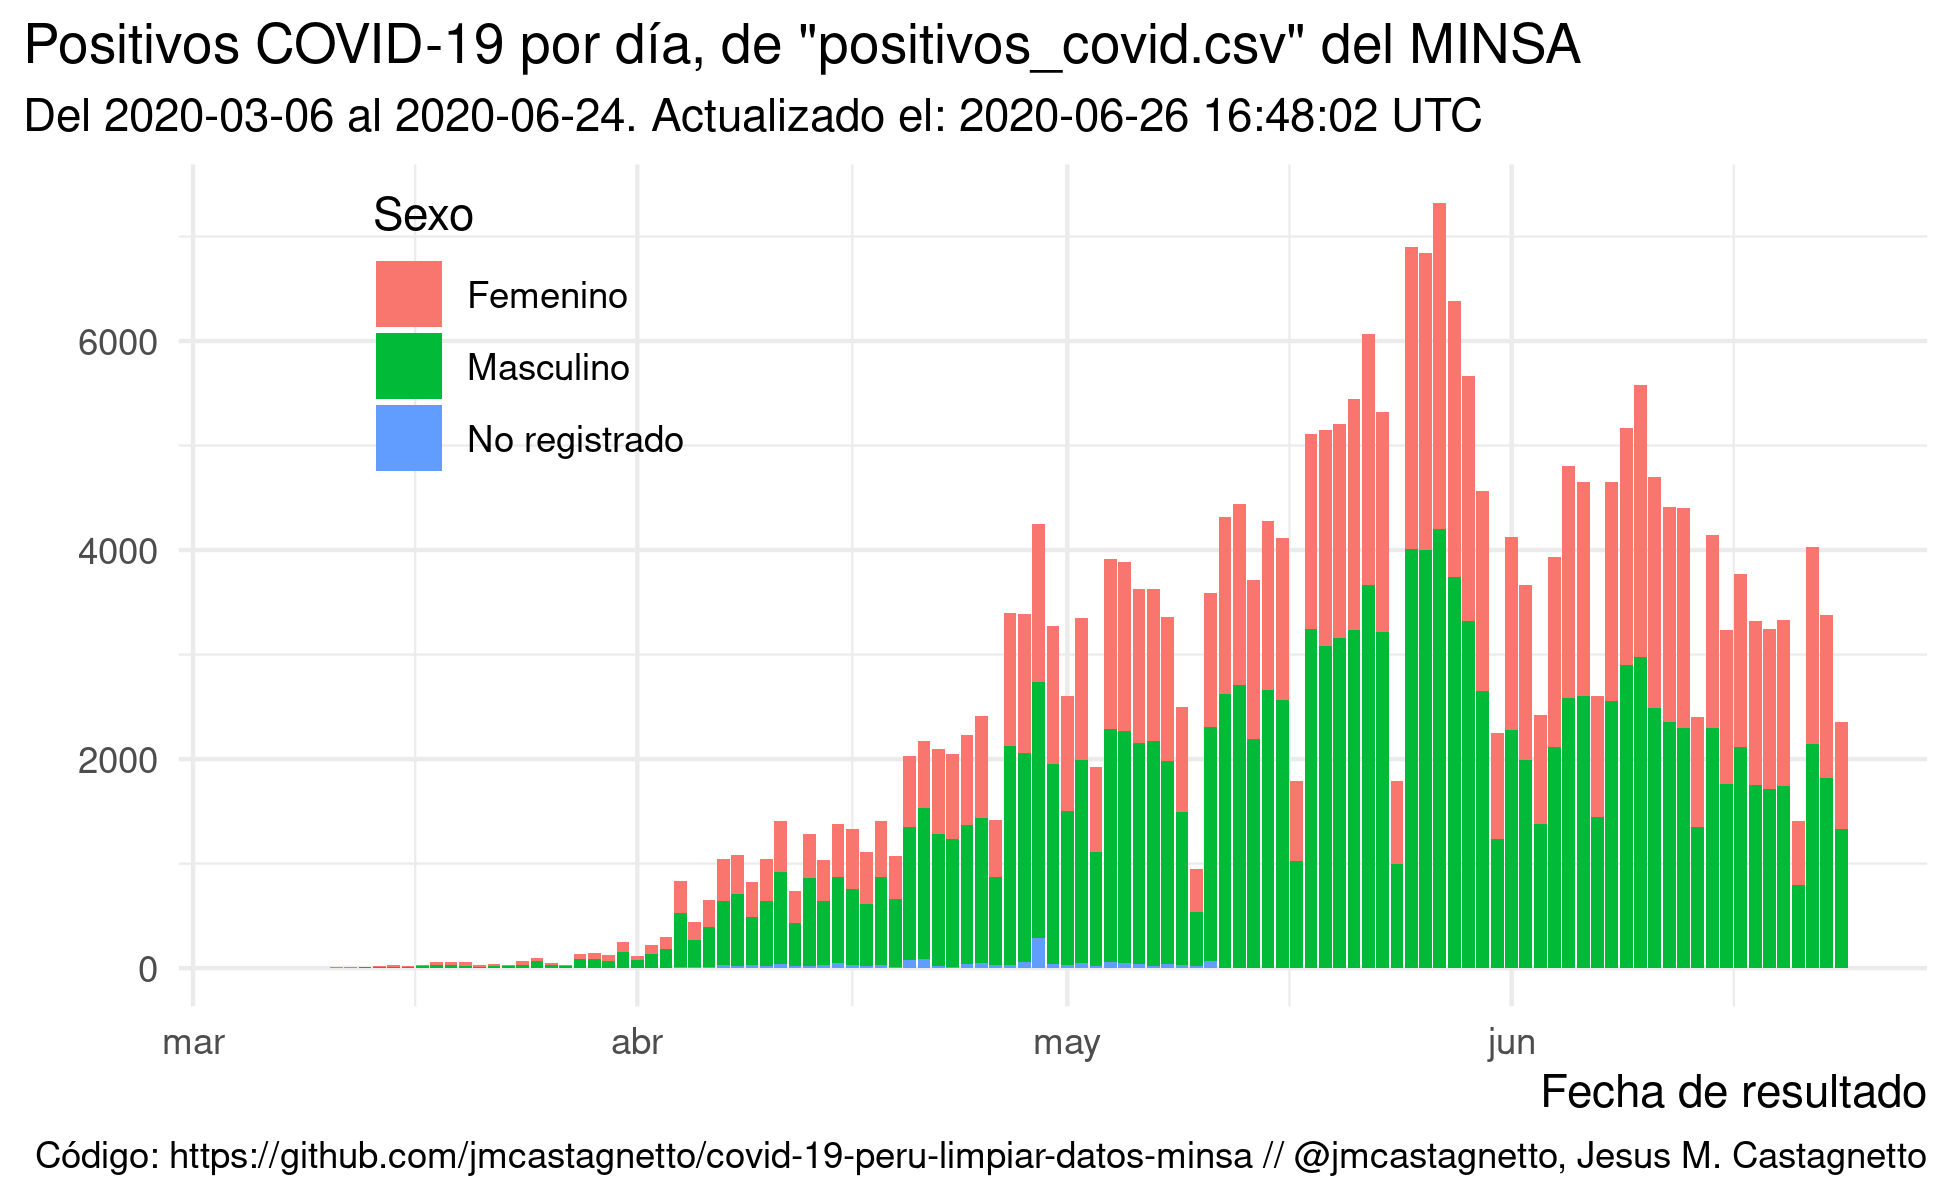 Positivos COVID-19 por día, de "positivos_covid.csv" del MINSA
Del 2020-03-06 al 2020-06-24. Actualizado el: 2020-06-26 16:48:02 UTC
Sexo
Femenino
Masculino
No registrado
6000
4000
2000
0
mar abr may jun
Fecha de resultado
Código: https://github.com/jmcastagnetto/covid-19-peru-limpiar-datos-minsa // @jmcastagnetto, Jesus M. Castagnetto